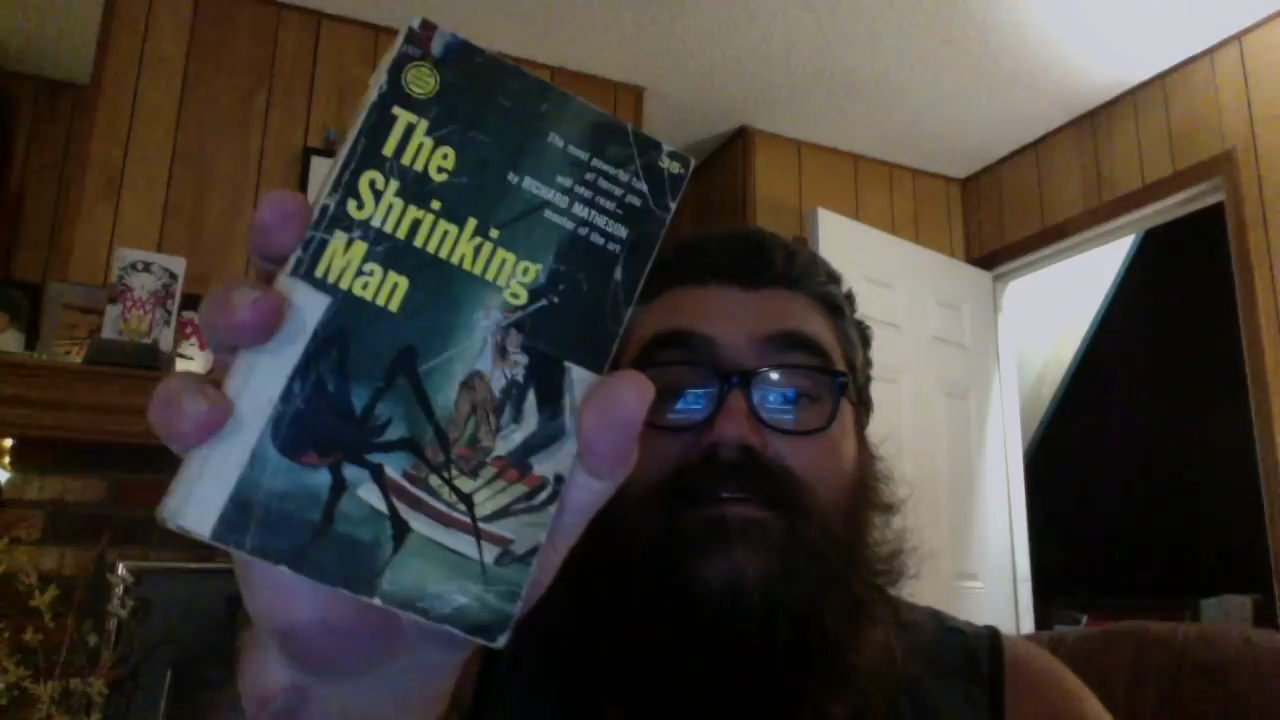 The
Shrinking
Man
The most powerful tale
of horror you
will ever read—
by RICHARD MATHESON
master of the art
35¢